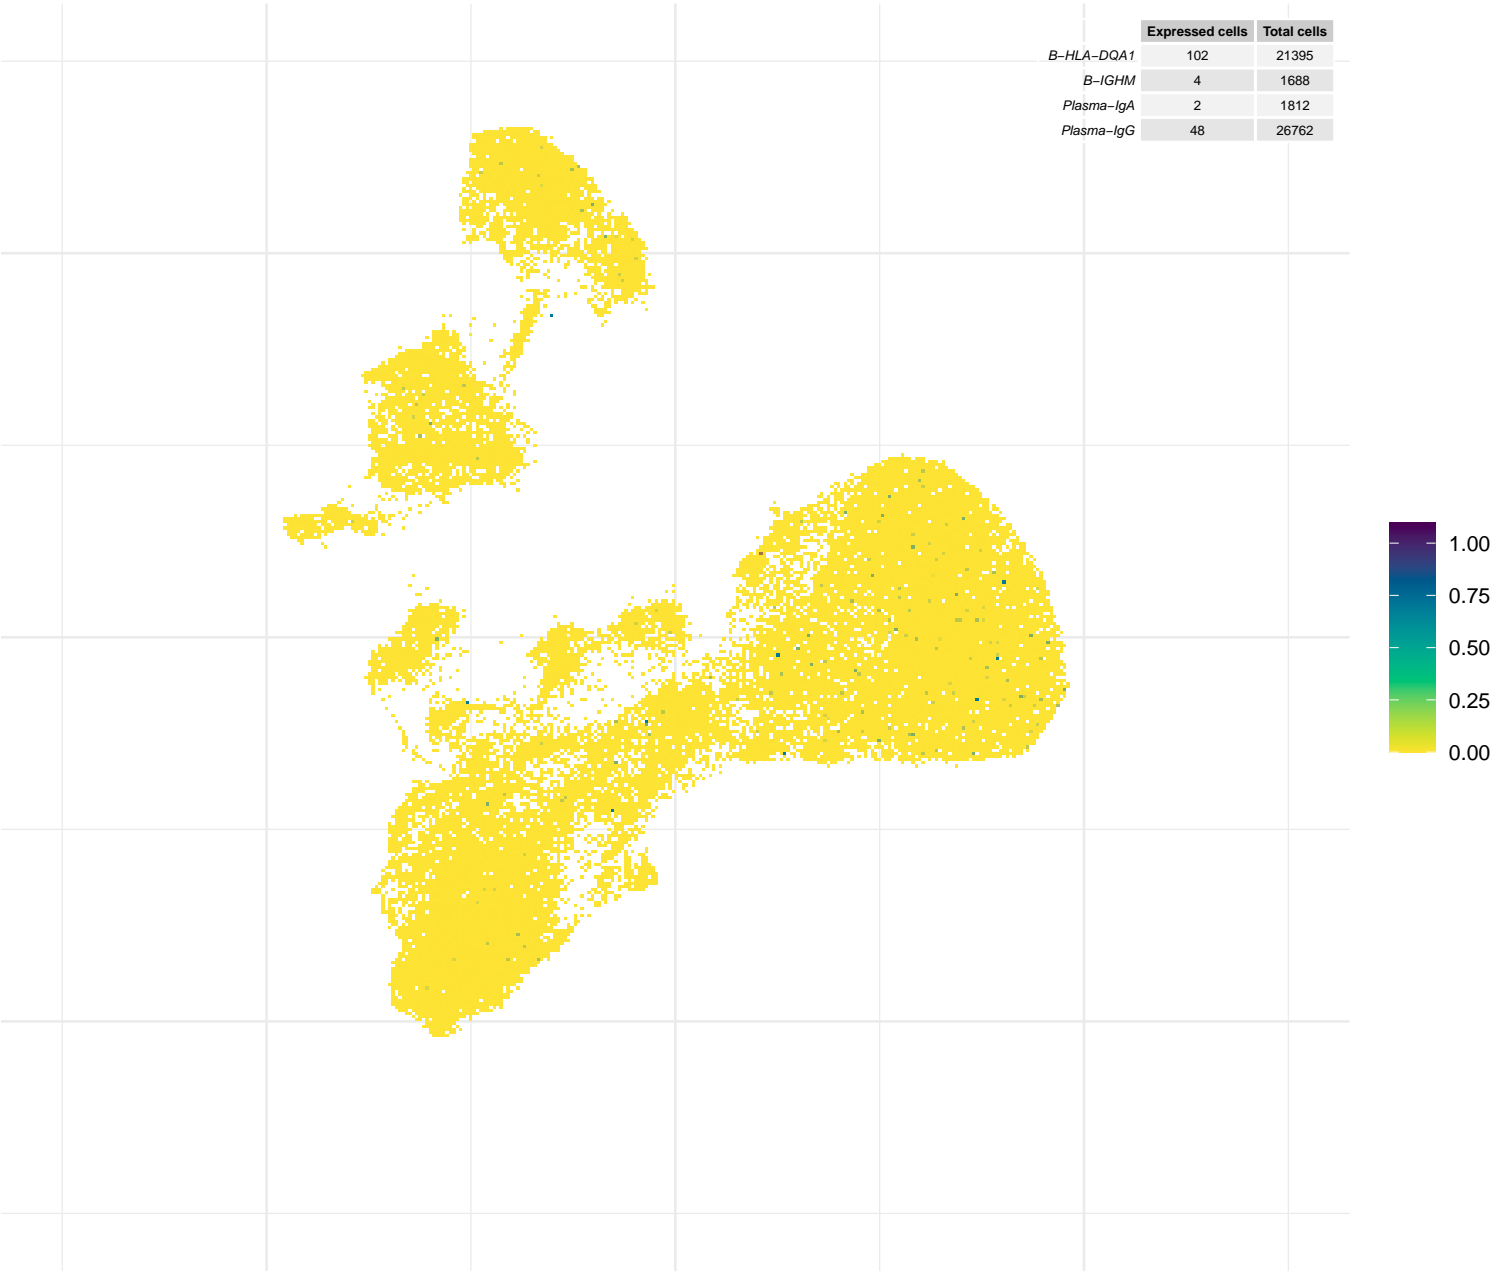 Expressed cells Total cells
B−HLA−DQA1 102 21395
B−IGHM 4 1688
Plasma−IgA 2 1812
Plasma−IgG 48 26762
1.00
0.75
0.50
0.25
0.00